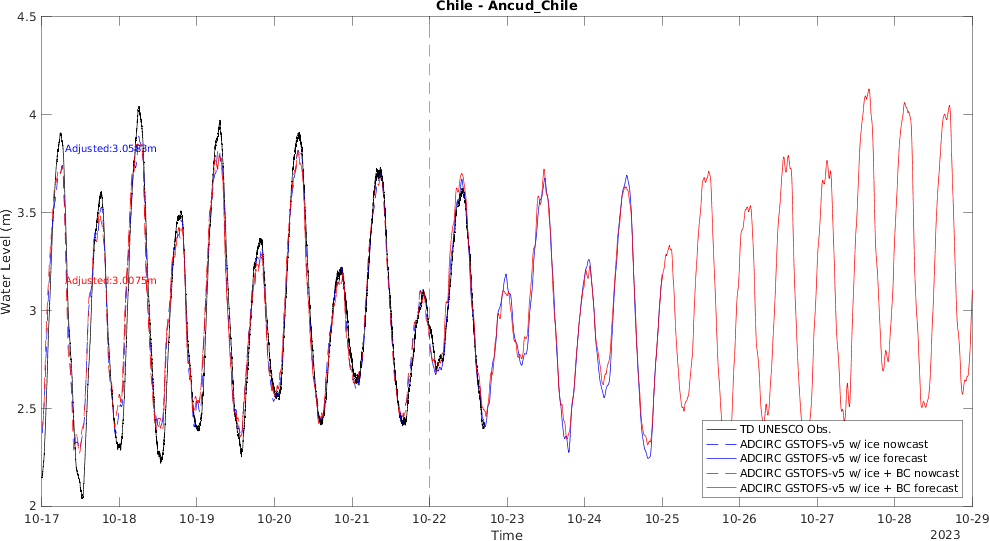 Chile - Ancud_Chile
4.5
4
3.5
3
2.5
2
Water Level (m)
Adjusted:3.0583m
Adjusted:3.0075m
TD UNESCO Obs.
ADCIRC GSTOFS-v5 w/ ice nowcast
ADCIRC GSTOFS-v5 w/ ice forecast
ADCIRC GSTOFS-v5 w/ ice + BC nowcast
ADCIRC GSTOFS-v5 w/ ice + BC forecast
10-17 10-18 10-19 10-20 10-21 10-22 10-23 10-24 10-25 10-26 10-27 10-28 10-29
Time
2023